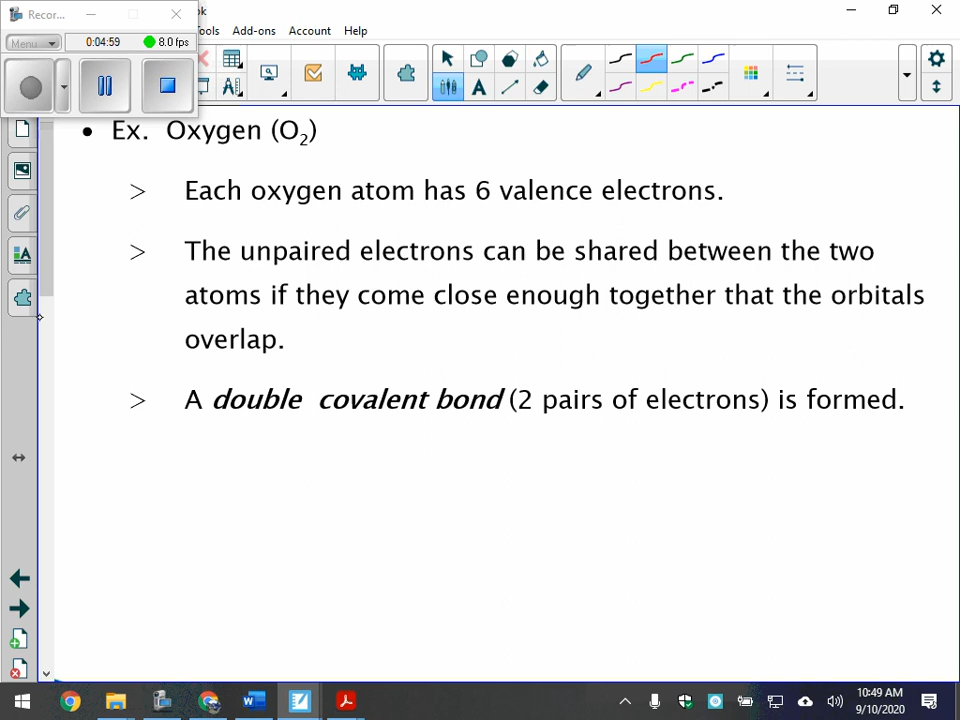 Recor...
ok
Menu
0:04:59
8.0 fps
Tools Add-ons Account Help
• Ex. Oxygen (O₂)
> Each oxygen atom has 6 valence electrons.
> The unpaired electrons can be shared between the two
atoms if they come close enough together that the orbitals
overlap.
> A double covalent bond (2 pairs of electrons) is formed.
10:49 AM
9/10/2020